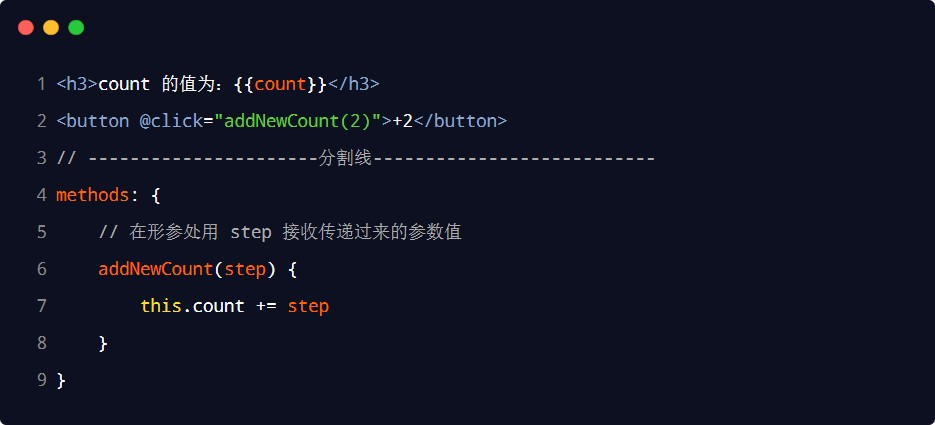 1 <h3>count 的值为：{{count}}</h3>
2 <button @click="addNewCount(2)">+2</button>
3 // ----------------------分割线---------------------------
4 methods: {
5     // 在形参处用 step 接收传递过来的参数值
6     addNewCount(step) {
7         this.count += step
8     }
9 }